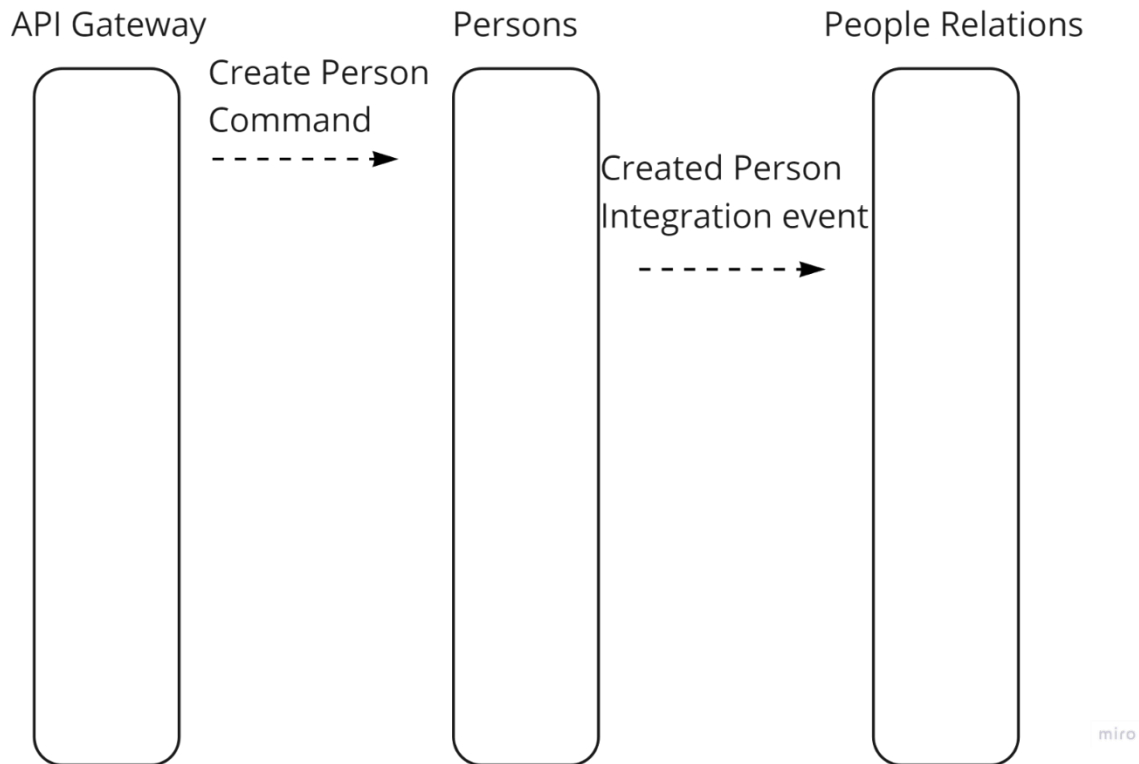 API Gateway
Persons
People Relations
Create Person
Command
Created Person
Integration event
miro